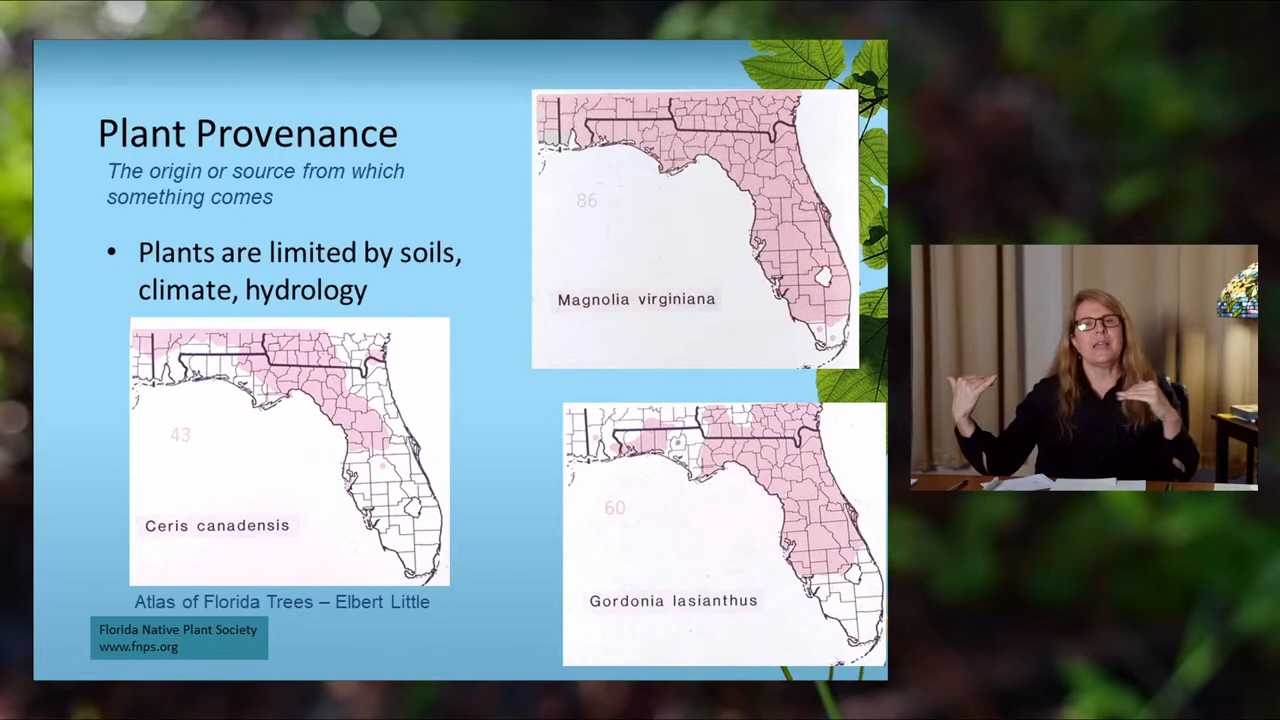 Plant Provenance
The origin or source from which
something comes
• Plants are limited by soils,
climate, hydrology
86
Magnolia virginiana
43
Ceris canadensis
60
Gordonia lasianthus
Atlas of Florida Trees – Elbert Little
Florida Native Plant Society
www.fnps.org